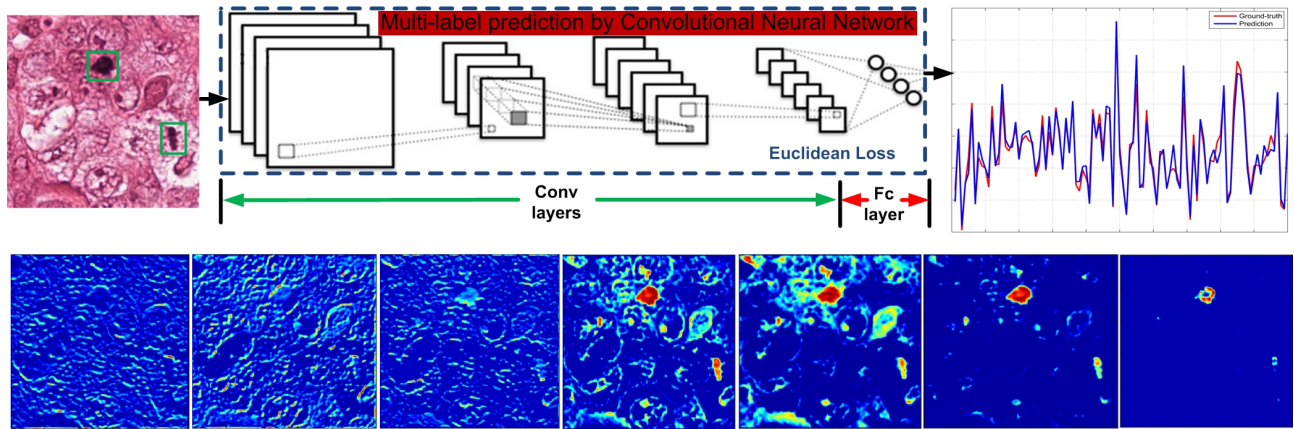 Multi-label prediction by Convolutional Neural Network
Ground-truth
Prediction
Euclidean Loss
Conv
layers
Fc
layer